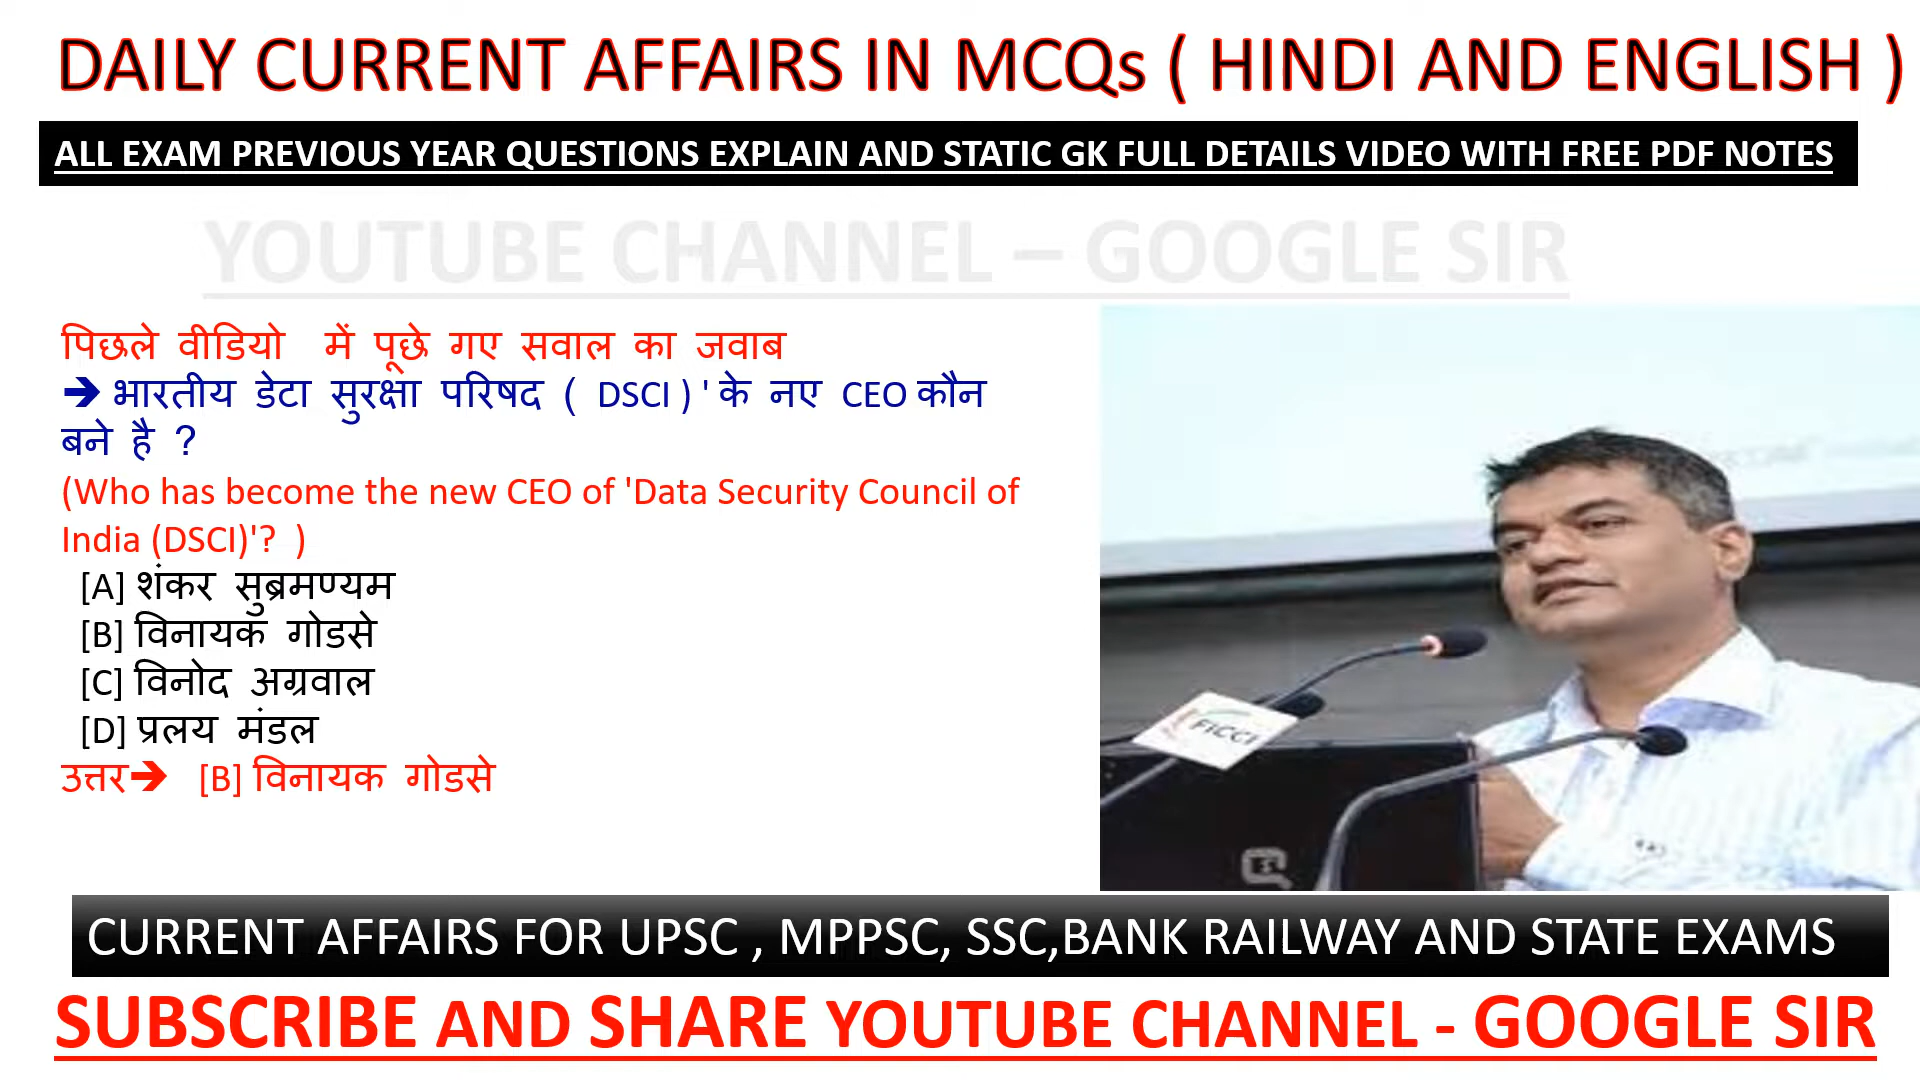 DAILY CURRENT AFFAIRS IN MCQs ( HINDI AND ENGLISH )
ALL EXAM PREVIOUS YEAR QUESTIONS EXPLAIN AND STATIC GK FULL DETAILS VIDEO WITH FREE PDF NOTES
YOUTUBE CHANNEL – GOOGLE SIR
पिछले वीडियो में पूछे गए सवाल का जवाब
➔ भारतीय डेटा सुरक्षा परिषद ( DSCI ) ' के नए CEO कौन
बने है ?
(Who has become the new CEO of 'Data Security Council of
India (DSCI)'? )
[A] शंकर सुब्रमण्यम
[B] विनायक गोडसे
[C] विनोद अग्रवाल
[D] प्रलय मंडल
उत्तर➔ [B] विनायक गोडसे
FICCI
CURRENT AFFAIRS FOR UPSC , MPPSC, SSC,BANK RAILWAY AND STATE EXAMS
SUBSCRIBE AND SHARE YOUTUBE CHANNEL - GOOGLE SIR